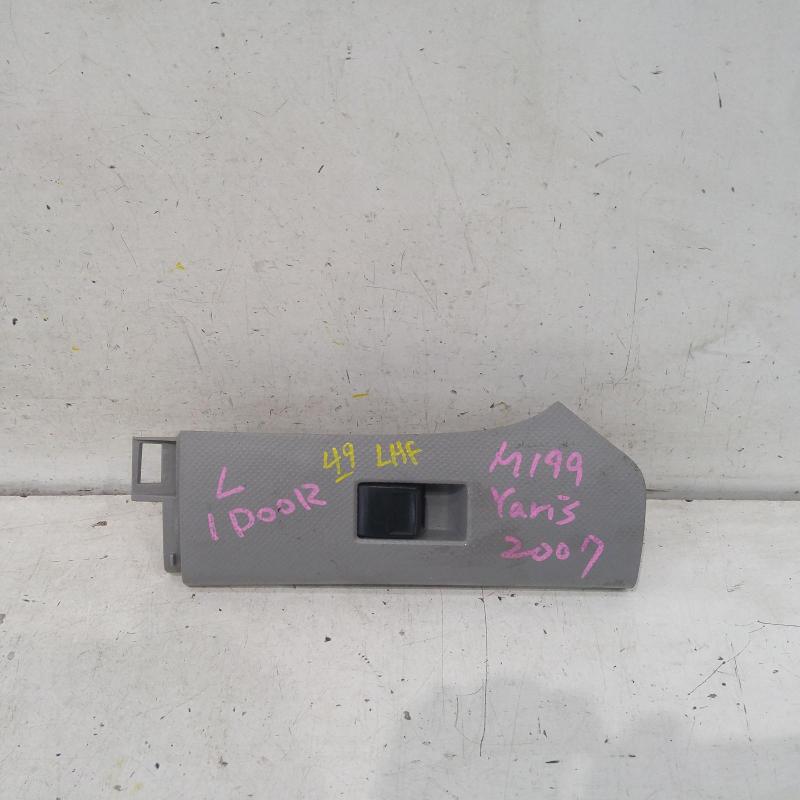 L
1 DOOR
49 LHF
M199
Yaris
2007